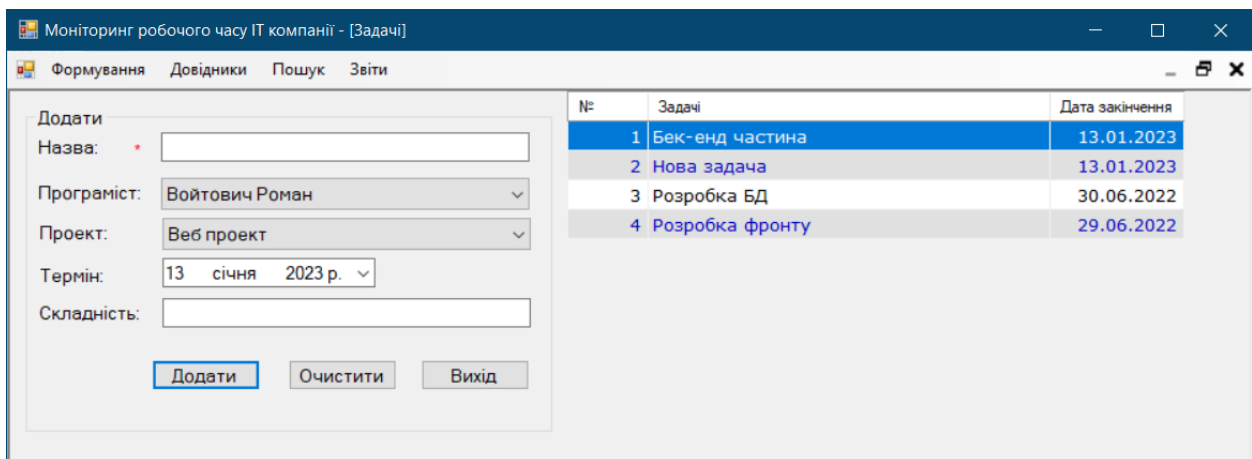 Моніторинг робочого часу ІТ компанії - [Задачі]
Формування Довідники Пошук Звіти
Додати
Назва: *
Програміст: Войтович Роман
Проект: Веб проект
Термін: 13 січня 2023 р.
Складність:
Додати Очистити Вихід
№ Задачі Дата закінчення
1 Бек-енд частина 13.01.2023
2 Нова задача 13.01.2023
3 Розробка БД 30.06.2022
4 Розробка фронту 29.06.2022